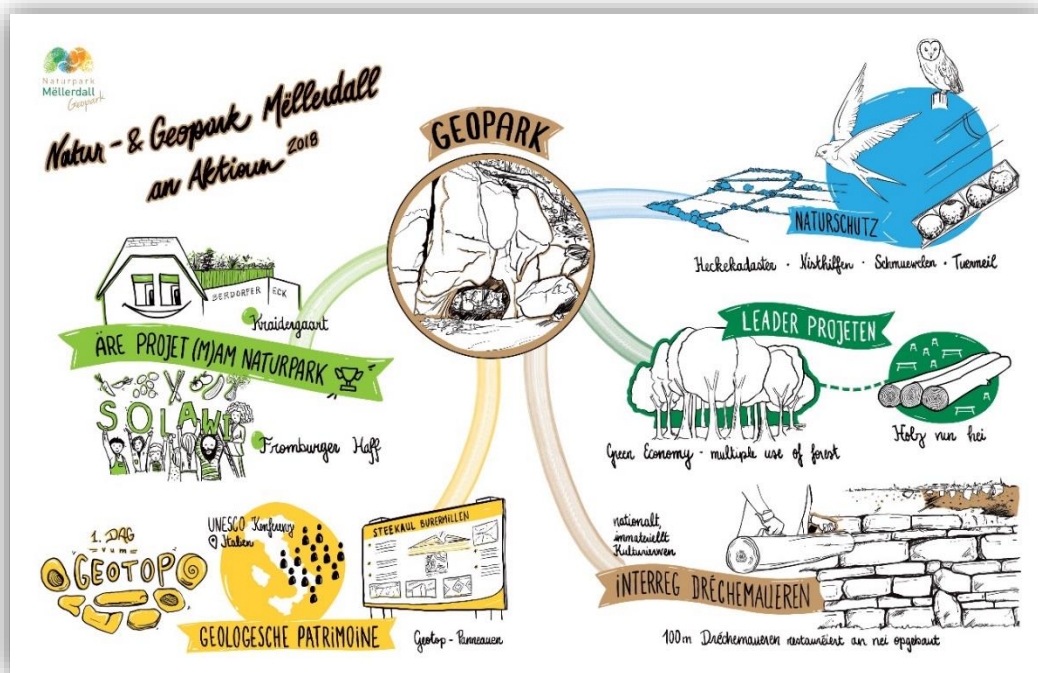 Naturpark
Mëllerdall
Geopark
Natur-& Geopark Mëllerdall
an Aktioun 2018
GEOPARK
NATURSCHUTZ
Heckekadaster · Nisthilfen · Schmuewelen · Tuermeil
BERDORFER ECK
Kraidergaart
ÄRE PROJET (M)AM NATURPARK
SOLAWI
Fromburger Haff
LEADER PROJETEN
Green Economy - multiple use of forest
Holz vun hei
1. DAG
vum
GEOTOP
UNESCO Konferenz
Italien
STEEKAUL BURERMILLEN
GEOLOGESCHE PATRIMOINE
Geotop-Panneauen
nationalt,
immateriellt
Kulturierwen
INTERREG DRÉCHEMAUEREN
100m Dréchemaueren restauréiert an nei opgebaut